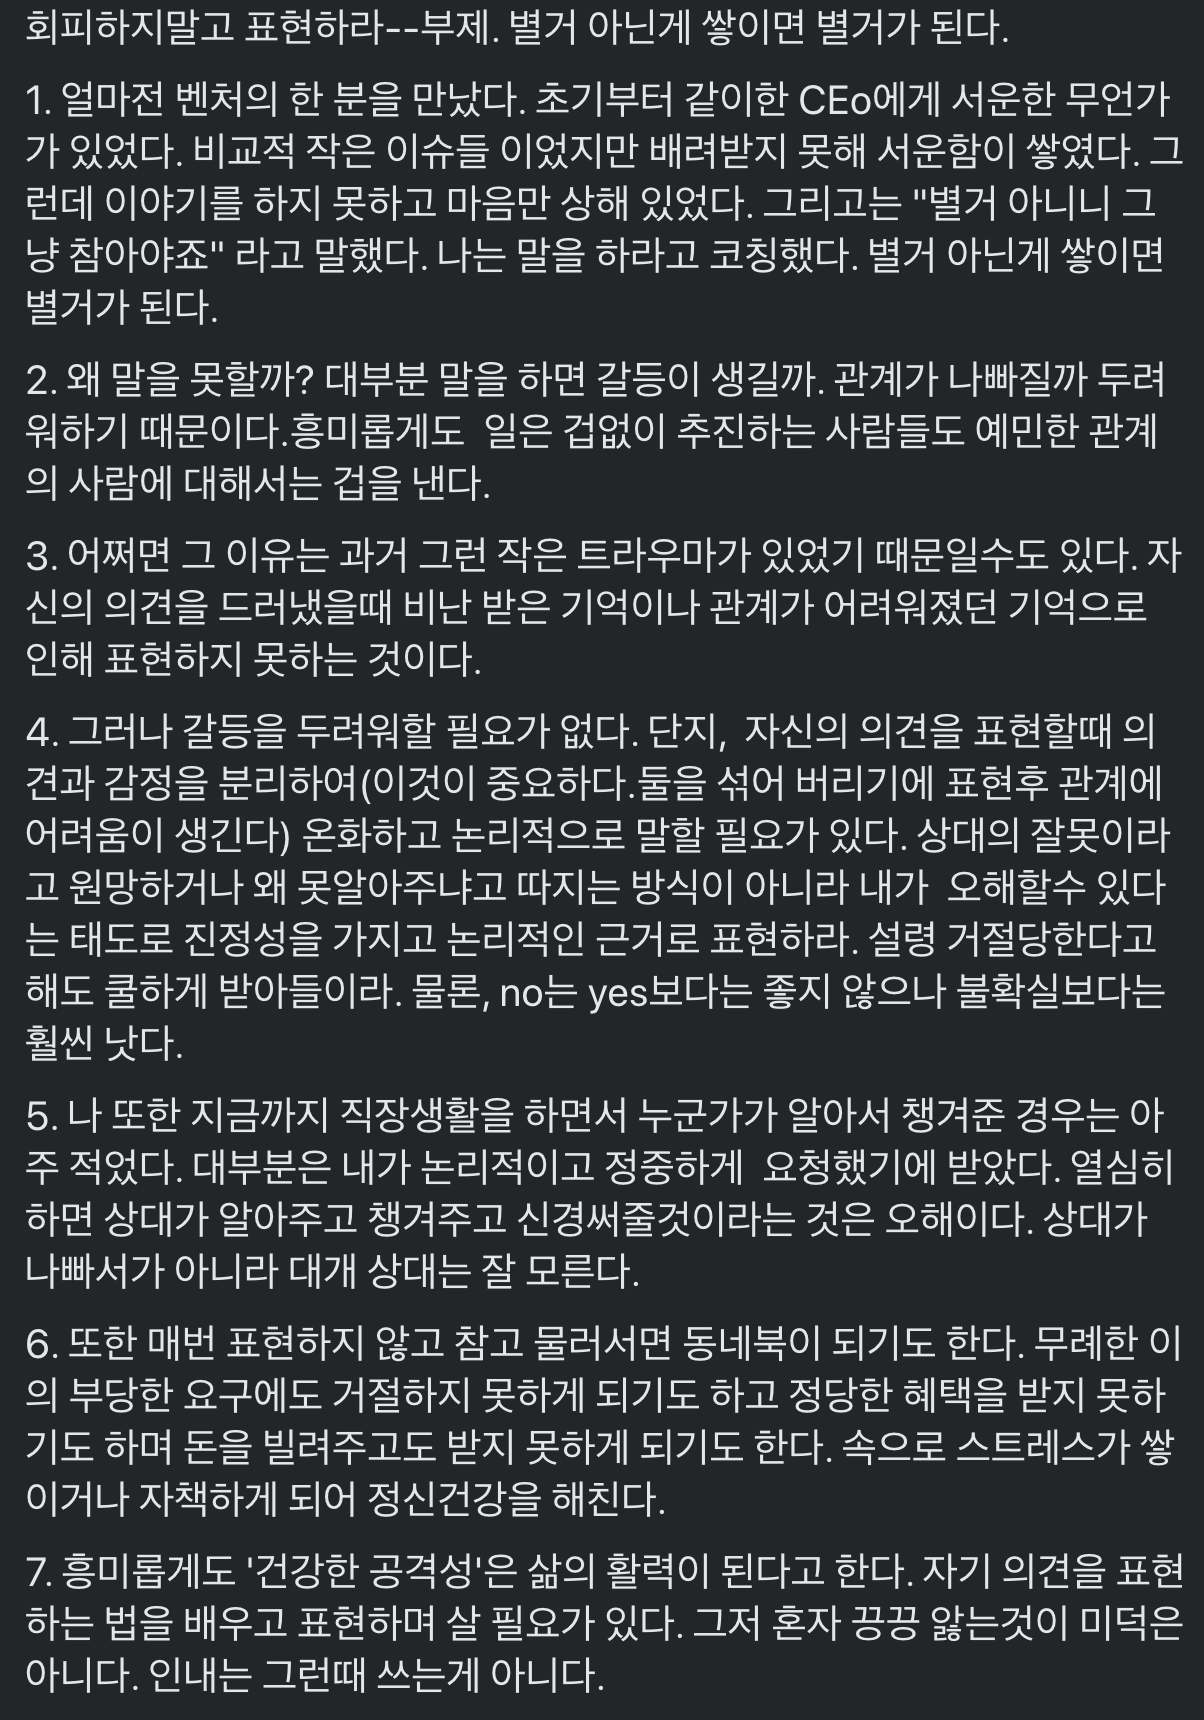 회피하지말고 표현하라--부제. 별거 아닌게 쌓이면 별거가 된다.
1. 얼마전 벤처의 한 분을 만났다. 초기부터 같이한 CEo에게 서운한 무언가
가 있었다. 비교적 작은 이슈들 이었지만 배려받지 못해 서운함이 쌓였다. 그
런데 이야기를 하지 못하고 마음만 상해 있었다. 그리고는 "별거 아니니 그
냥 참아야죠" 라고 말했다. 나는 말을 하라고 코칭했다. 별거 아닌게 쌓이면
별거가 된다.
2. 왜 말을 못할까? 대부분 말을 하면 갈등이 생길까. 관계가 나빠질까 두려
워하기 때문이다.흥미롭게도  일은 겁없이 추진하는 사람들도 예민한 관계
의 사람에 대해서는 겁을 낸다.
3. 어쩌면 그 이유는 과거 그런 작은 트라우마가 있었기 때문일수도 있다. 자
신의 의견을 드러냈을때 비난 받은 기억이나 관계가 어려워졌던 기억으로
인해 표현하지 못하는 것이다.
4. 그러나 갈등을 두려워할 필요가 없다. 단지,  자신의 의견을 표현할때 의
견과 감정을 분리하여(이것이 중요하다.둘을 섞어 버리기에 표현후 관계에
어려움이 생긴다) 온화하고 논리적으로 말할 필요가 있다. 상대의 잘못이라
고 원망하거나 왜 못알아주냐고 따지는 방식이 아니라 내가  오해할수 있다
는 태도로 진정성을 가지고 논리적인 근거로 표현하라. 설령 거절당한다고
해도 쿨하게 받아들이라. 물론, no는 yes보다는 좋지 않으나 불확실보다는
훨씬 낫다.
5. 나 또한 지금까지 직장생활을 하면서 누군가가 알아서 챙겨준 경우는 아
주 적었다. 대부분은 내가 논리적이고 정중하게  요청했기에 받았다. 열심히
하면 상대가 알아주고 챙겨주고 신경써줄것이라는 것은 오해이다. 상대가
나빠서가 아니라 대개 상대는 잘 모른다.
6. 또한 매번 표현하지 않고 참고 물러서면 동네북이 되기도 한다. 무례한 이
의 부당한 요구에도 거절하지 못하게 되기도 하고 정당한 혜택을 받지 못하
기도 하며 돈을 빌려주고도 받지 못하게 되기도 한다. 속으로 스트레스가 쌓
이거나 자책하게 되어 정신건강을 해친다.
7. 흥미롭게도 '건강한 공격성'은 삶의 활력이 된다고 한다. 자기 의견을 표현
하는 법을 배우고 표현하며 살 필요가 있다. 그저 혼자 끙끙 앓는것이 미덕은
아니다. 인내는 그런때 쓰는게 아니다.